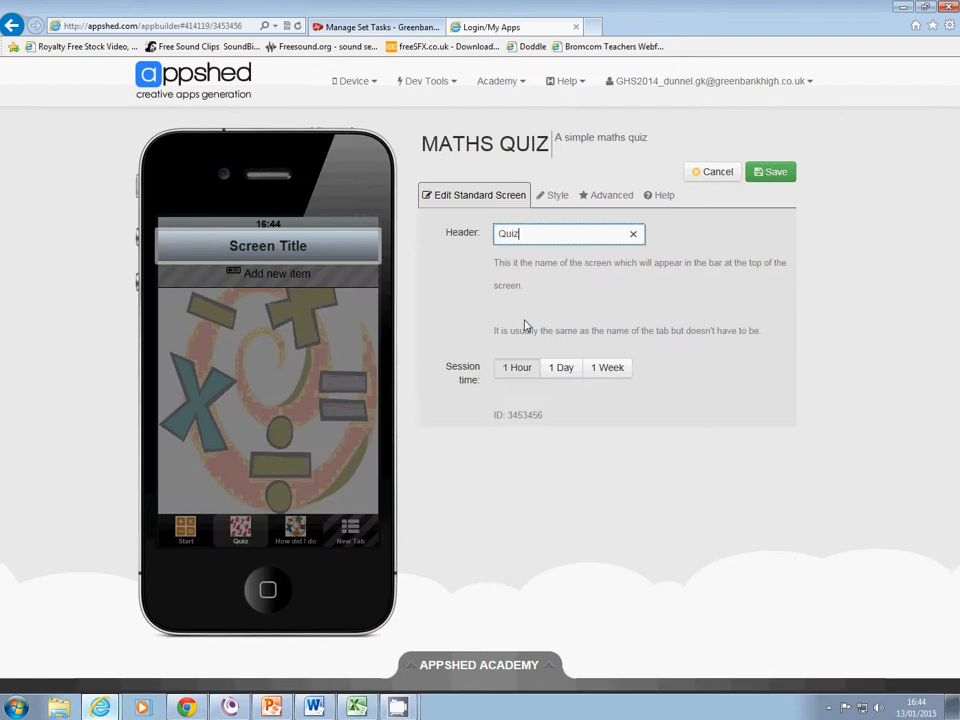 http://appshed.com/appbuilder#414119/3453456
Manage Set Tasks - Greenban...
Login/My Apps
Royalty Free Stock Video, ...
Free Sound Clips SoundBi...
Freesound.org - sound se...
freeSFX.co.uk - Download...
Doddle
Bromcom Teachers Webf...
appshed
creative apps generation
Device
Dev Tools
Academy
Help
GHS2014_dunnel.gk@greenbankhigh.co.uk
MATHS QUIZ
A simple maths quiz
Cancel
Save
Edit Standard Screen
Style
Advanced
Help
16:44
Screen Title
Add new item
Start
Quiz
How did I do
New Tab
Header:
Quiz
This it the name of the screen which will appear in the bar at the top of the
screen.
It is usually the same as the name of the tab but doesn't have to be.
Session
time:
1 Hour
1 Day
1 Week
ID: 3453456
APPSHED ACADEMY
16:44
13/01/2015